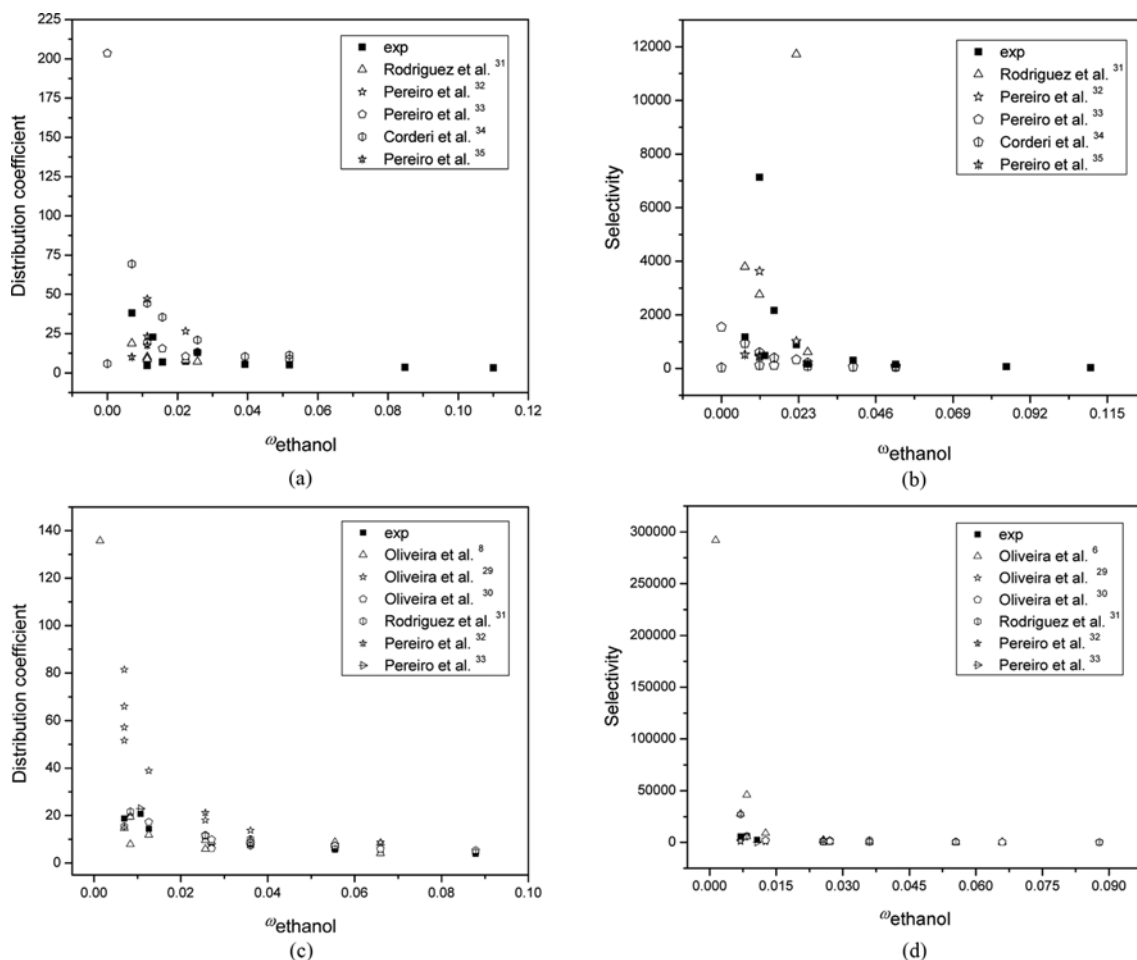 225
200
175
150
125
100
75
50
25
0
Distribution coefficient
exp
Rodriguez et al. 31
Pereiro et al. 32
Pereiro et al. 33
Corderi et al. 34
Pereiro et al. 35
0.00 0.02 0.04 0.06 0.08 0.10 0.12
ωethanol
(a)
12000
10000
8000
6000
4000
2000
0
Selectivity
exp
Rodriguez et al. 31
Pereiro et al. 32
Pereiro et al. 33
Corderi et al. 34
Pereiro et al. 35
0.000 0.023 0.046 0.069 0.092 0.115
ωethanol
(b)
140
120
100
80
60
40
20
0
Distribution coefficient
exp
Oliveira et al. 8
Oliveira et al. 29
Oliveira et al. 30
Rodriguez et al. 31
Pereiro et al. 32
Pereiro et al. 33
0.00 0.02 0.04 0.06 0.08 0.10
ωethanol
(c)
300000
250000
200000
150000
100000
50000
0
Selectivity
exp
Oliveira et al. 6
Oliveira et al. 29
Oliveira et al. 30
Rodriguez et al. 31
Pereiro et al. 32
Pereiro et al. 33
0.000 0.015 0.030 0.045 0.060 0.075 0.090
ωethanol
(d)